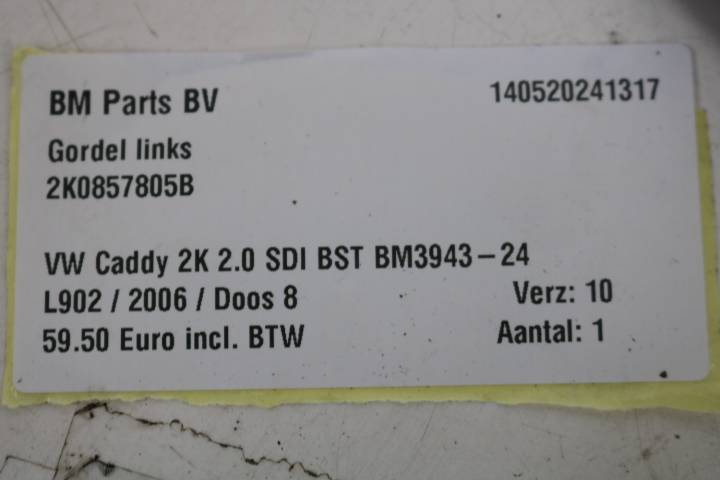 BM Parts BV 140520241317
Gordel links
2K0857805B
VW Caddy 2K 2.0 SDI BST BM3943-24
L902 / 2006 / Doos 8 Verz: 10
59.50 Euro incl. BTW Aantal: 1